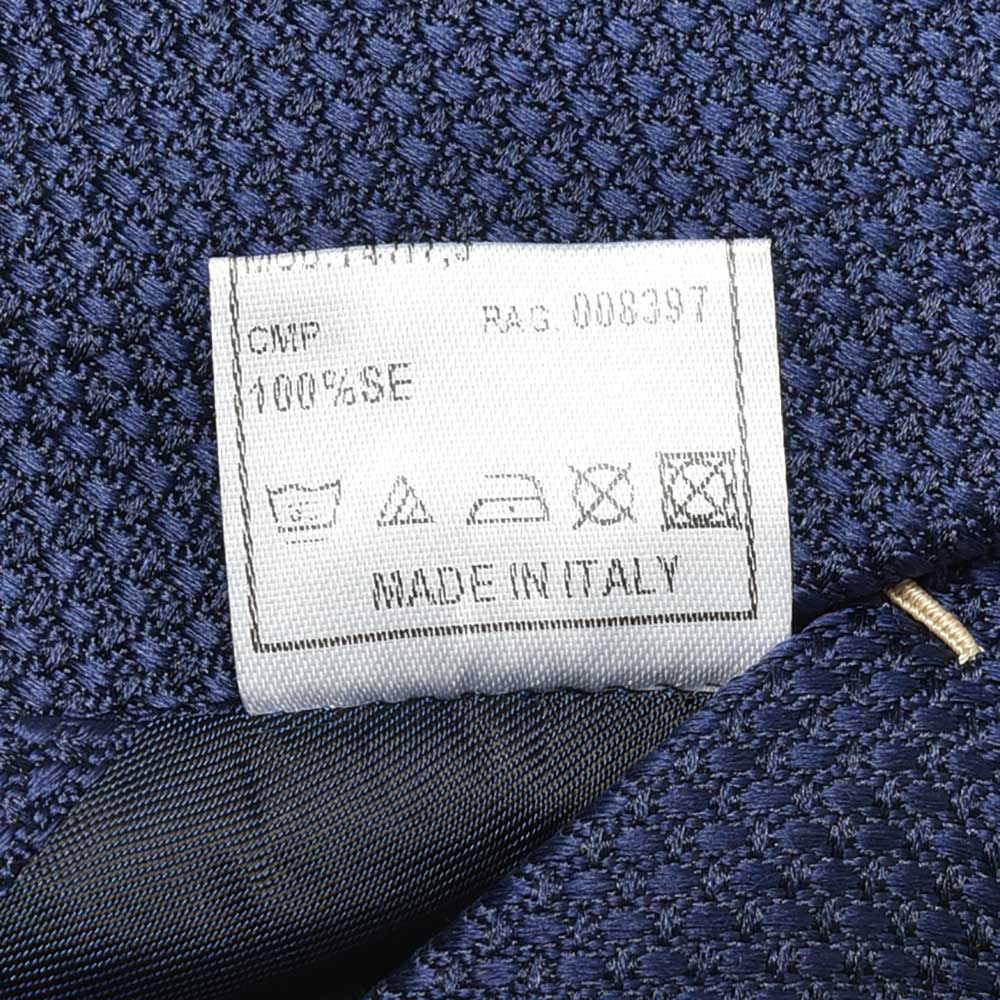 CMP RAG. 008397
100%SE
MADE IN ITALY